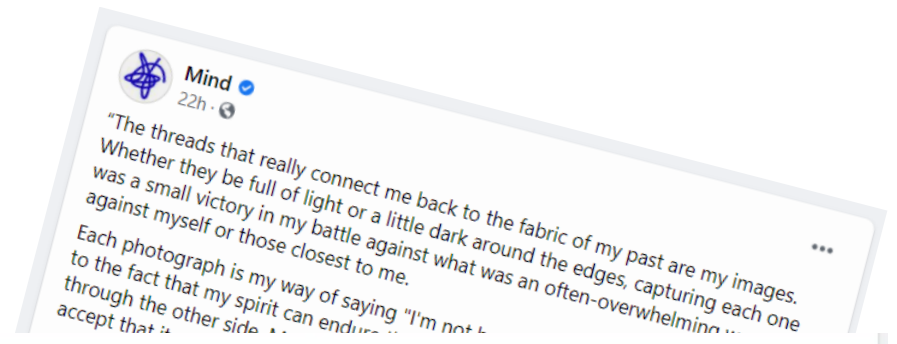 Mind
22h ·
“The threads that really connect me back to the fabric of my past are my images.
Whether they be full of light or a little dark around the edges, capturing each one
was a small victory in my battle against what was an often-overwhelming
against myself or those closest to me.
Each photograph is my way of saying "I'm not
to the fact that my spirit can endure
through the other side.
accept that